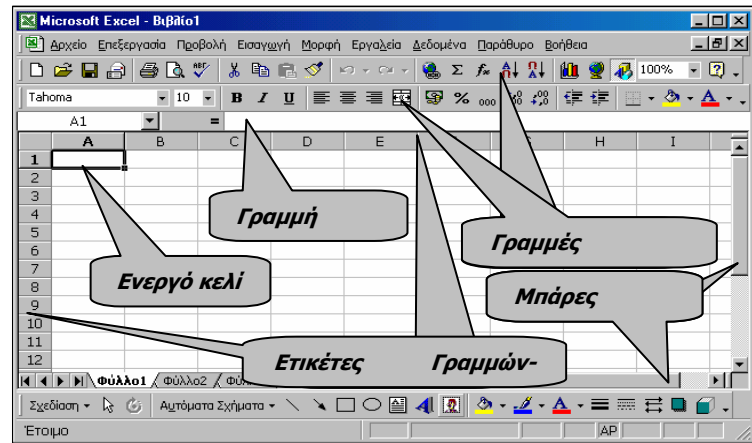 Microsoft Excel - Βιβλίο1
Αρχείο Επεξεργασία Προβολή Εισαγωγή Μορφή Εργαλεία Δεδομένα Παράθυρο Βοήθεια
100%
Tahoma 10 B I U % 000
A1 =
A B C D E H I
1
2
3
4
Γραμμή
5
Γραμμές
6
7
8
Ενεργό κελί
Μπάρες
9
10
11
12
Ετικέτες Γραμμών-
Φύλλο1 Φύλλο2
Σχεδίαση Αυτόματα Σχήματα
Έτοιμο AP